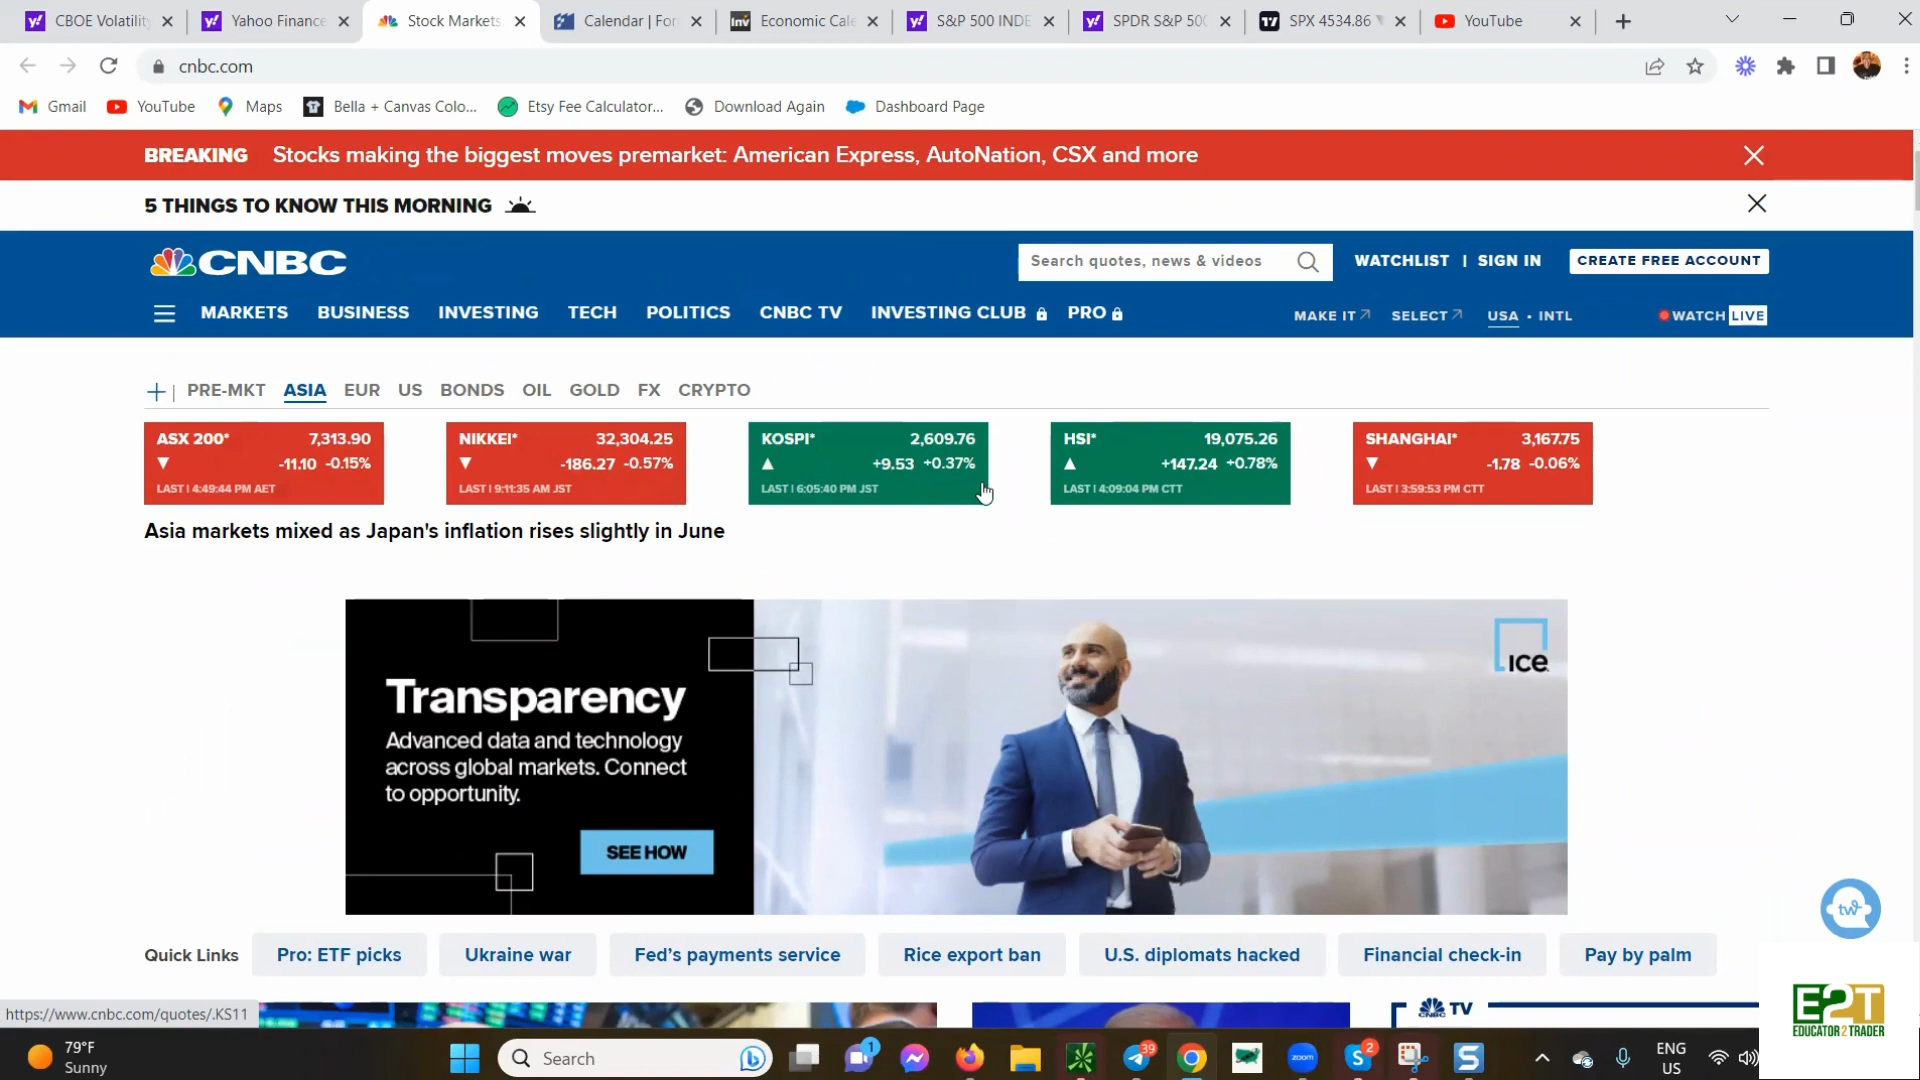 CBOE Volatility
Yahoo Finance
Stock Markets
Calendar | For
Economic Cale
S&P 500 INDE
SPDR S&P 500
SPX 4534.86
YouTube
cnbc.com
Gmail
YouTube
Maps
Bella + Canvas Colo...
Etsy Fee Calculator...
Download Again
Dashboard Page
BREAKING Stocks making the biggest moves premarket: American Express, AutoNation, CSX and more
5 THINGS TO KNOW THIS MORNING
CNBC
Search quotes, news & videos
WATCHLIST | SIGN IN
CREATE FREE ACCOUNT
MARKETS BUSINESS INVESTING TECH POLITICS CNBC TV INVESTING CLUB PRO
MAKE IT SELECT USA • INTL
WATCH LIVE
PRE-MKT ASIA EUR US BONDS OIL GOLD FX CRYPTO
ASX 200* 7,313.90
-11.10 -0.15%
LAST | 4:49:44 PM AET
NIKKEI* 32,304.25
-186.27 -0.57%
LAST | 9:11:35 AM JST
KOSPI* 2,609.76
+9.53 +0.37%
LAST | 6:05:40 PM JST
HSI* 19,075.26
+147.24 +0.78%
LAST | 4:09:04 PM CTT
SHANGHAI* 3,167.75
-1.78 -0.06%
LAST | 3:59:53 PM CTT
Asia markets mixed as Japan's inflation rises slightly in June
Transparency
Advanced data and technology
across global markets. Connect
to opportunity.
SEE HOW
ICE
tw
Quick Links
Pro: ETF picks
Ukraine war
Fed's payments service
Rice export ban
U.S. diplomats hacked
Financial check-in
Pay by palm
CNBC TV
E2T
EDUCATOR2TRADER
https://www.cnbc.com/quotes/.KS11
79°F
Sunny
Search
1
39
zoom
2
ENG
US